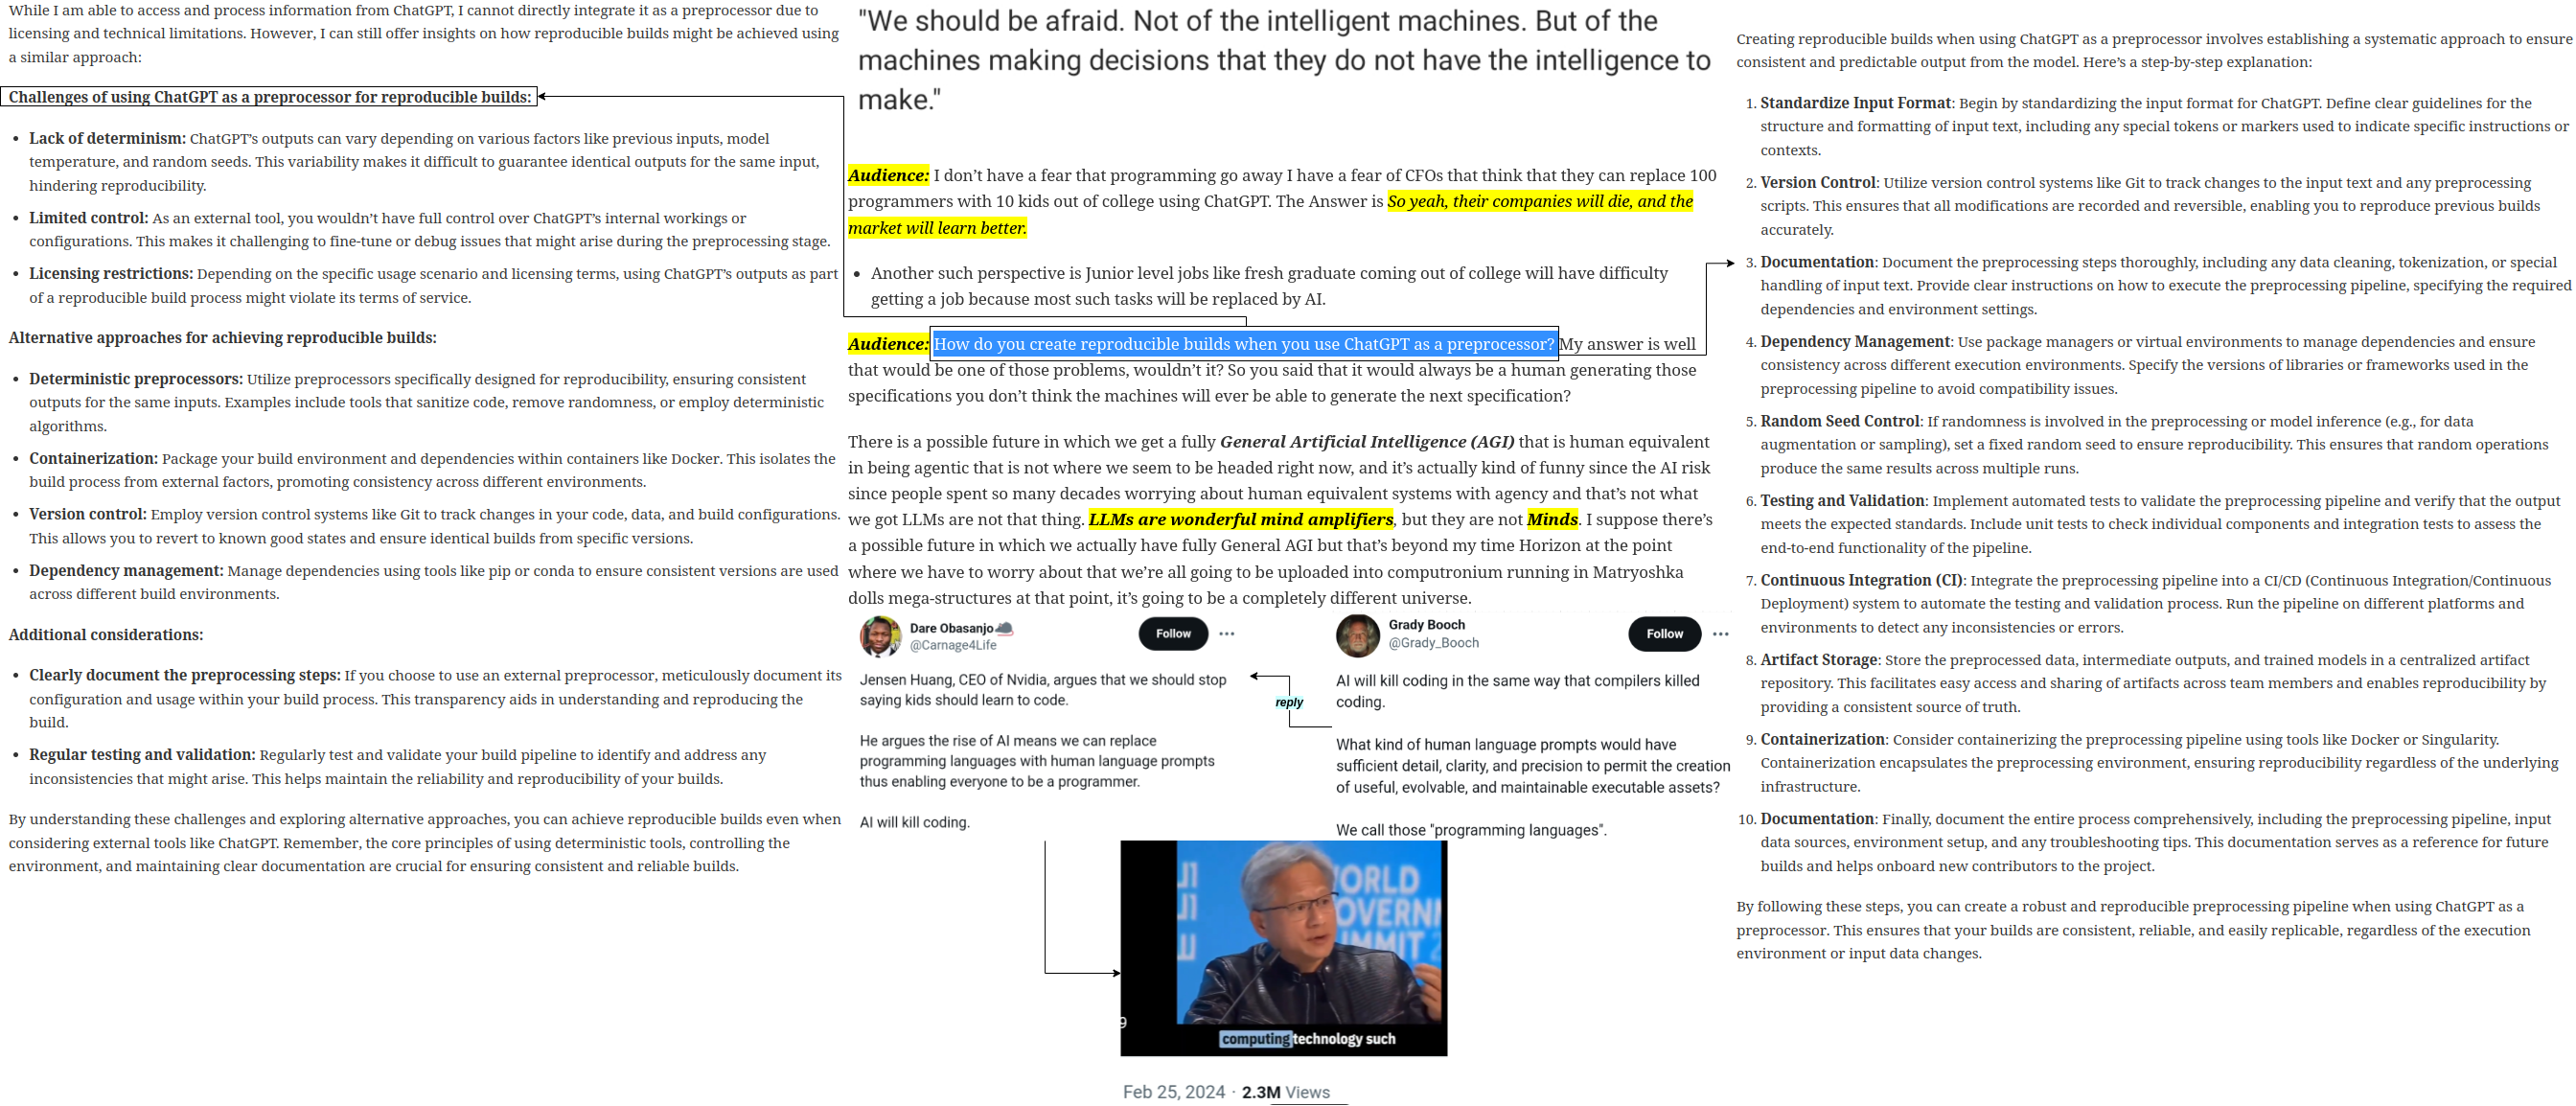 While I am able to access and process information from ChatGPT, I cannot directly integrate it as a preprocessor due to
licensing and technical limitations. However, I can still offer insights on how reproducible builds might be achieved using
a similar approach:
Challenges of using ChatGPT as a preprocessor for reproducible builds:
• Lack of determinism: ChatGPT’s outputs can vary depending on various factors like previous inputs, model
temperature, and random seeds. This variability makes it difficult to guarantee identical outputs for the same input,
hindering reproducibility.
• Limited control: As an external tool, you wouldn’t have full control over ChatGPT’s internal workings or
configurations. This makes it challenging to fine-tune or debug issues that might arise during the preprocessing stage.
• Licensing restrictions: Depending on the specific usage scenario and licensing terms, using ChatGPT’s outputs as part
of a reproducible build process might violate its terms of service.
Alternative approaches for achieving reproducible builds:
• Deterministic preprocessors: Utilize preprocessors specifically designed for reproducibility, ensuring consistent
outputs for the same inputs. Examples include tools that sanitize code, remove randomness, or employ deterministic
algorithms.
• Containerization: Package your build environment and dependencies within containers like Docker. This isolates the
build process from external factors, promoting consistency across different environments.
• Version control: Employ version control systems like Git to track changes in your code, data, and build configurations.
This allows you to revert to known good states and ensure identical builds from specific versions.
• Dependency management: Manage dependencies using tools like pip or conda to ensure consistent versions are used
across different build environments.
Additional considerations:
• Clearly document the preprocessing steps: If you choose to use an external preprocessor, meticulously document its
configuration and usage within your build process. This transparency aids in understanding and reproducing the
build.
• Regular testing and validation: Regularly test and validate your build pipeline to identify and address any
inconsistencies that might arise. This helps maintain the reliability and reproducibility of your builds.
By understanding these challenges and exploring alternative approaches, you can achieve reproducible builds even when
considering external tools like ChatGPT. Remember, the core principles of using deterministic tools, controlling the
environment, and maintaining clear documentation are crucial for ensuring consistent and reliable builds.
"We should be afraid. Not of the intelligent machines. But of the
machines making decisions that they do not have the intelligence to
make."
Audience: I don’t have a fear that programming go away I have a fear of CFOs that think that they can replace 100
programmers with 10 kids out of college using ChatGPT. The Answer is So yeah, their companies will die, and the
market will learn better.
• Another such perspective is Junior level jobs like fresh graduate coming out of college will have difficulty
getting a job because most such tasks will be replaced by AI.
Audience: How do you create reproducible builds when you use ChatGPT as a preprocessor? My answer is well
that would be one of those problems, wouldn’t it? So you said that it would always be a human generating those
specifications you don’t think the machines will ever be able to generate the next specification?
There is a possible future in which we get a fully General Artificial Intelligence (AGI) that is human equivalent
in being agentic that is not where we seem to be headed right now, and it’s actually kind of funny since the AI risk
since people spent so many decades worrying about human equivalent systems with agency and that’s not what
we got LLMs are not that thing. LLMs are wonderful mind amplifiers, but they are not Minds. I suppose there’s
a possible future in which we actually have fully General AGI but that’s beyond my time Horizon at the point
where we have to worry about that we’re all going to be uploaded into computronium running in Matryoshka
dolls mega-structures at that point, it’s going to be a completely different universe.
Dare Obasanjo
@Carnage4Life
Follow
Jensen Huang, CEO of Nvidia, argues that we should stop
saying kids should learn to code.
He argues the rise of AI means we can replace
programming languages with human language prompts
thus enabling everyone to be a programmer.
AI will kill coding.
reply
Grady Booch
@Grady_Booch
Follow
AI will kill coding in the same way that compilers killed
coding.
What kind of human language prompts would have
sufficient detail, clarity, and precision to permit the creation
of useful, evolvable, and maintainable executable assets?
We call those "programming languages".
ORLD
OVERN
MMIT
9
computing technology such
Feb 25, 2024 · 2.3M Views
Creating reproducible builds when using ChatGPT as a preprocessor involves establishing a systematic approach to ensure
consistent and predictable output from the model. Here’s a step-by-step explanation:
1. Standardize Input Format: Begin by standardizing the input format for ChatGPT. Define clear guidelines for the
structure and formatting of input text, including any special tokens or markers used to indicate specific instructions or
contexts.
2. Version Control: Utilize version control systems like Git to track changes to the input text and any preprocessing
scripts. This ensures that all modifications are recorded and reversible, enabling you to reproduce previous builds
accurately.
3. Documentation: Document the preprocessing steps thoroughly, including any data cleaning, tokenization, or special
handling of input text. Provide clear instructions on how to execute the preprocessing pipeline, specifying the required
dependencies and environment settings.
4. Dependency Management: Use package managers or virtual environments to manage dependencies and ensure
consistency across different execution environments. Specify the versions of libraries or frameworks used in the
preprocessing pipeline to avoid compatibility issues.
5. Random Seed Control: If randomness is involved in the preprocessing or model inference (e.g., for data
augmentation or sampling), set a fixed random seed to ensure reproducibility. This ensures that random operations
produce the same results across multiple runs.
6. Testing and Validation: Implement automated tests to validate the preprocessing pipeline and verify that the output
meets the expected standards. Include unit tests to check individual components and integration tests to assess the
end-to-end functionality of the pipeline.
7. Continuous Integration (CI): Integrate the preprocessing pipeline into a CI/CD (Continuous Integration/Continuous
Deployment) system to automate the testing and validation process. Run the pipeline on different platforms and
environments to detect any inconsistencies or errors.
8. Artifact Storage: Store the preprocessed data, intermediate outputs, and trained models in a centralized artifact
repository. This facilitates easy access and sharing of artifacts across team members and enables reproducibility by
providing a consistent source of truth.
9. Containerization: Consider containerizing the preprocessing pipeline using tools like Docker or Singularity.
Containerization encapsulates the preprocessing environment, ensuring reproducibility regardless of the underlying
infrastructure.
10. Documentation: Finally, document the entire process comprehensively, including the preprocessing pipeline, input
data sources, environment setup, and any troubleshooting tips. This documentation serves as a reference for future
builds and helps onboard new contributors to the project.
By following these steps, you can create a robust and reproducible preprocessing pipeline when using ChatGPT as a
preprocessor. This ensures that your builds are consistent, reliable, and easily replicable, regardless of the execution
environment or input data changes.